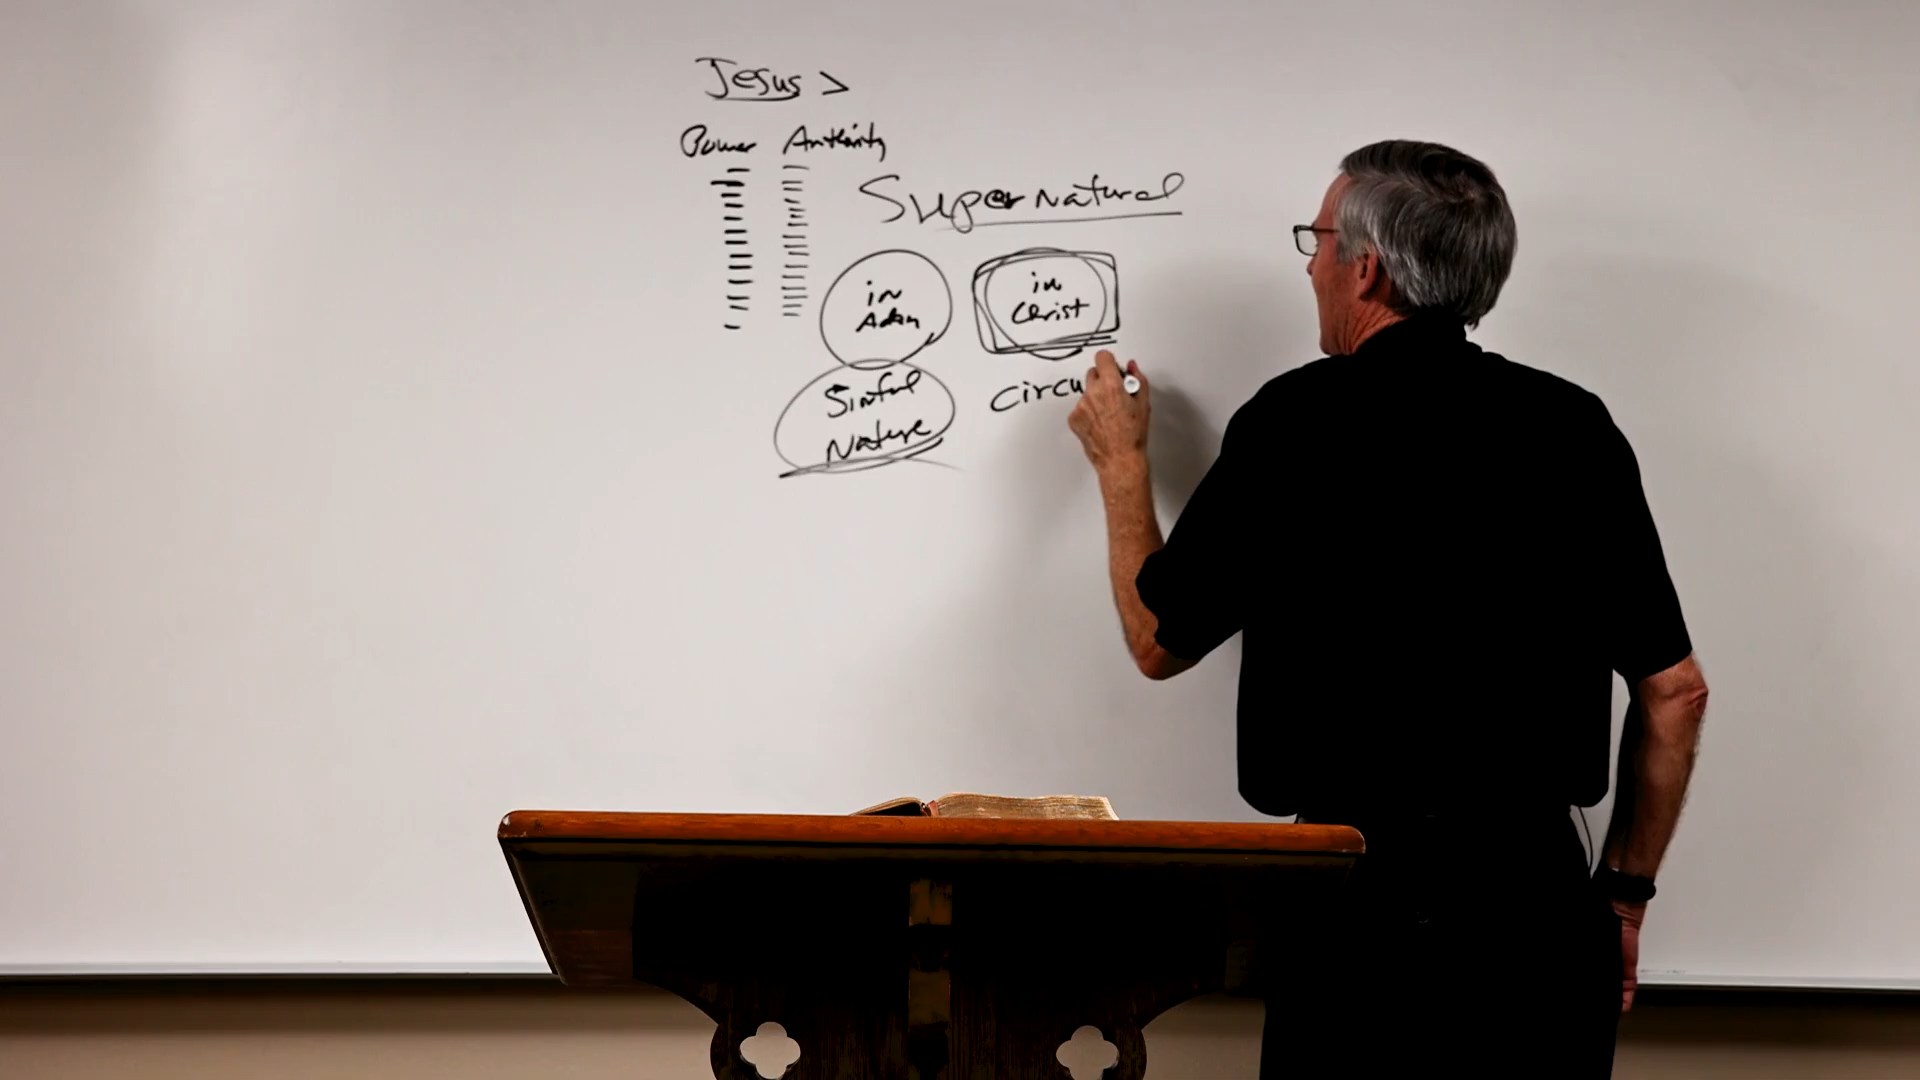 Jesus >
Power Authority
Supernatural
in
Adam
in
Christ
Sinful
Nature
Circu